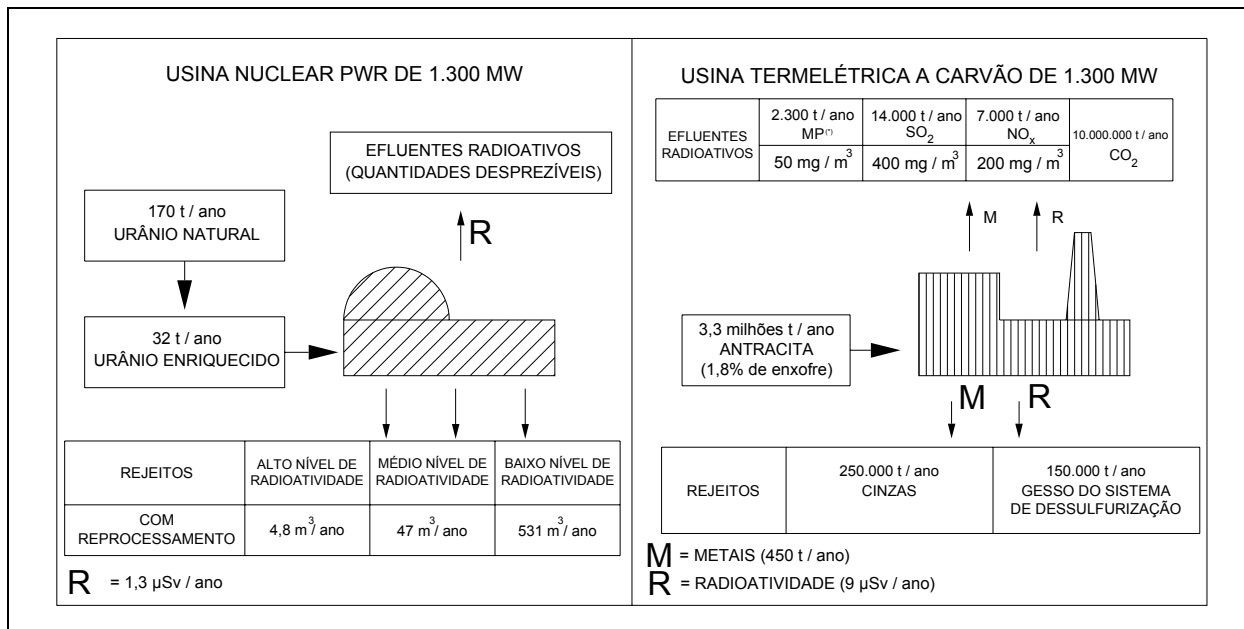 USINA NUCLEAR PWR DE 1.300 MW
EFLUENTES RADIOATIVOS
(QUANTIDADES DESPREZÍVEIS)
170 t / ano
URÂNIO NATURAL
R
32 t / ano
URÂNIO ENRIQUECIDO
REJEITOS
ALTO NÍVEL DE
RADIOATIVIDADE
MÉDIO NÍVEL DE
RADIOATIVIDADE
BAIXO NÍVEL DE
RADIOATIVIDADE
COM
REPROCESSAMENTO
4,8 m³/ ano
47 m³/ ano
531 m³/ ano
R = 1,3 µSv / ano
USINA TERMELÉTRICA A CARVÃO DE 1.300 MW
EFLUENTES
RADIOATIVOS
2.300 t / ano
MP(*)
50 mg / m³
14.000 t / ano
SO₂
400 mg / m³
7.000 t / ano
NOₓ
200 mg / m³
10.000.000 t / ano
CO₂
M
R
3,3 milhões t / ano
ANTRACITA
(1,8% de enxofre)
M
R
REJEITOS
250.000 t / ano
CINZAS
150.000 t / ano
GESSO DO SISTEMA
DE DESSULFURIZAÇÃO
M = METAIS (450 t / ano)
R = RADIOATIVIDADE (9 µSv / ano)